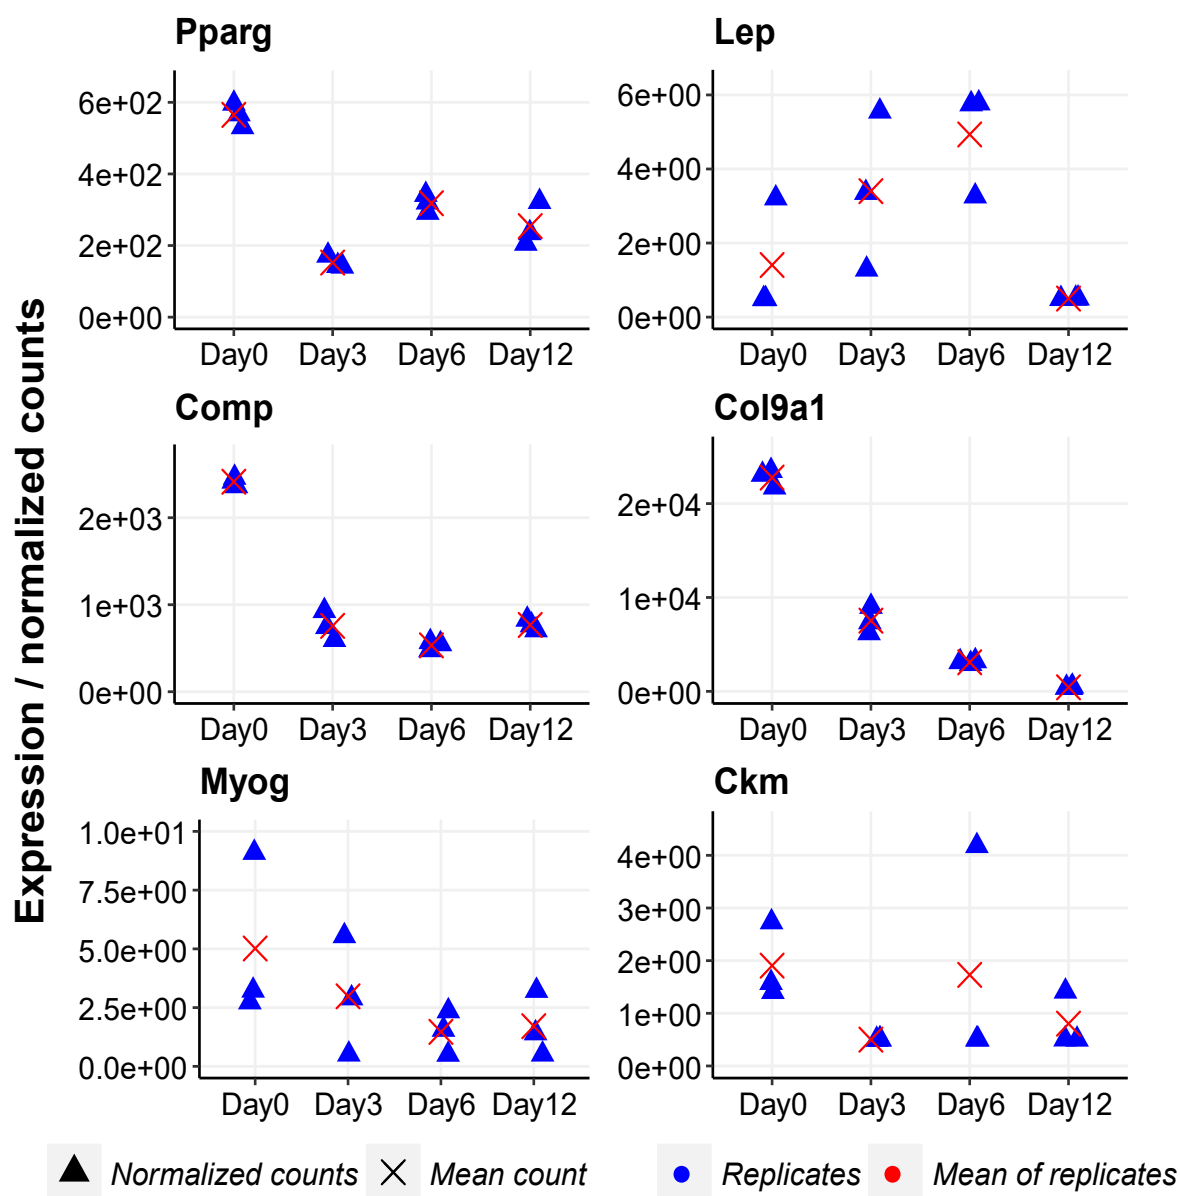 Expression / normalized counts
Pparg
6e+02
4e+02
2e+02
0e+00
Day0 Day3 Day6 Day12
Lep
6e+00
4e+00
2e+00
0e+00
Day0 Day3 Day6 Day12
Comp
2e+03
1e+03
0e+00
Day0 Day3 Day6 Day12
Col9a1
2e+04
1e+04
0e+00
Day0 Day3 Day6 Day12
Myog
1.0e+01
7.5e+00
5.0e+00
2.5e+00
0.0e+00
Day0 Day3 Day6 Day12
Ckm
4e+00
3e+00
2e+00
1e+00
0e+00
Day0 Day3 Day6 Day12
Normalized counts Mean count Replicates Mean of replicates